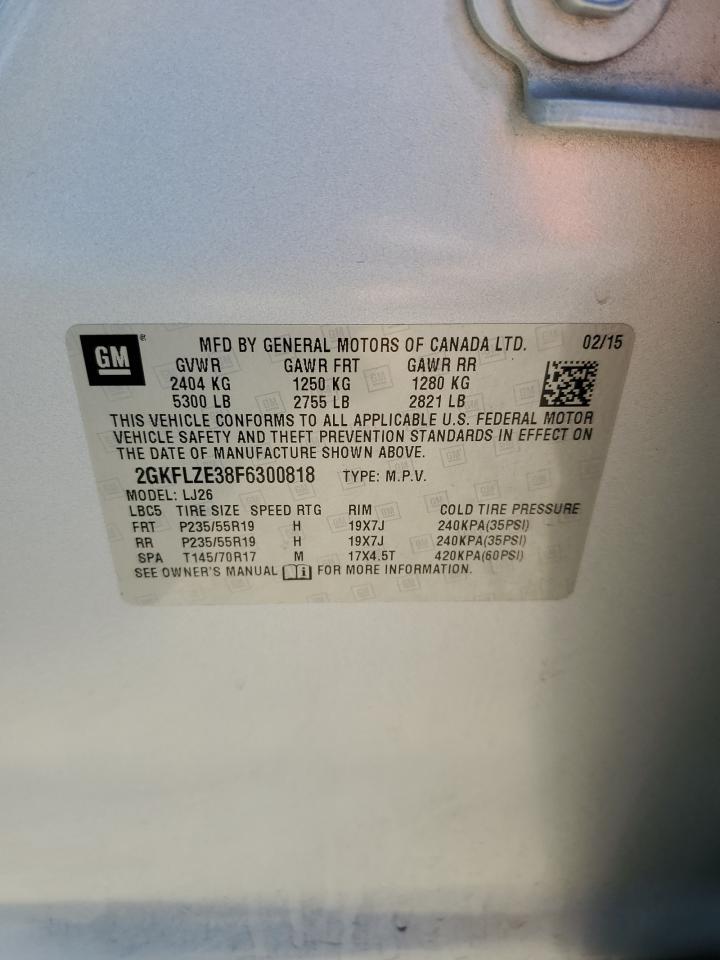 GM ® MFD BY GENERAL MOTORS OF CANADA LTD. 02/15
GVWR GAWR FRT GAWR RR
2404 KG 1250 KG 1280 KG
5300 LB 2755 LB 2821 LB
THIS VEHICLE CONFORMS TO ALL APPLICABLE U.S. FEDERAL MOTOR
VEHICLE SAFETY AND THEFT PREVENTION STANDARDS IN EFFECT ON
THE DATE OF MANUFACTURE SHOWN ABOVE.
2GKFLZE38F6300818 TYPE: M.P.V.
MODEL: LJ26
LBC5 TIRE SIZE SPEED RTG RIM COLD TIRE PRESSURE
FRT P235/55R19 H 19X7J 240KPA(35PSI)
RR P235/55R19 H 19X7J 240KPA(35PSI)
SPA T145/70R17 M 17X4.5T 420KPA(60PSI)
SEE OWNER'S MANUAL FOR MORE INFORMATION.